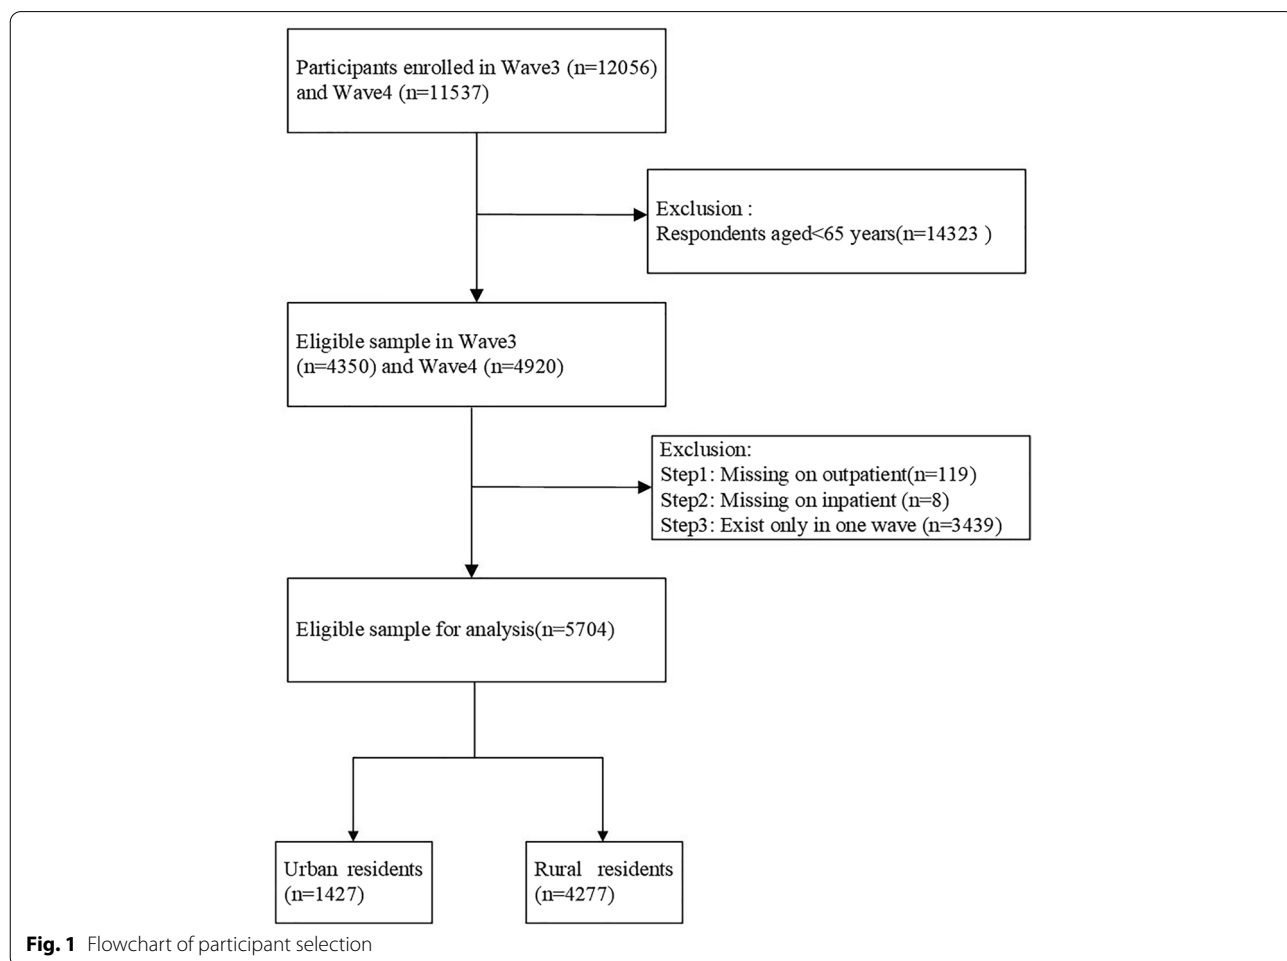 Participants enrolled in Wave3 (n=12056)
and Wave4 (n=11537)
Exclusion :
Respondents aged<65 years(n=14323 )
Eligible sample in Wave3
(n=4350) and Wave4 (n=4920)
Exclusion:
Step1: Missing on outpatient(n=119)
Step2: Missing on inpatient (n=8)
Step3: Exist only in one wave (n=3439)
Eligible sample for analysis(n=5704)
Urban residents
(n=1427)
Rural residents
(n=4277)
Fig. 1 Flowchart of participant selection